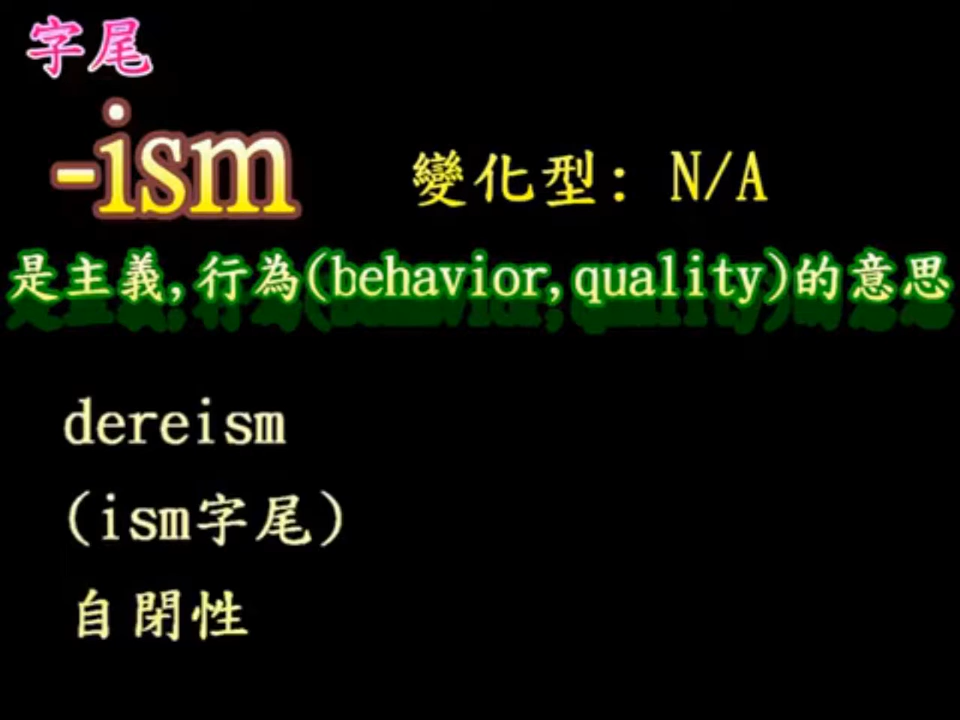 字尾
-ism 變化型: N/A
是主義,行為(behavior,quality)的意思
dereism
(ism字尾)
自閉性